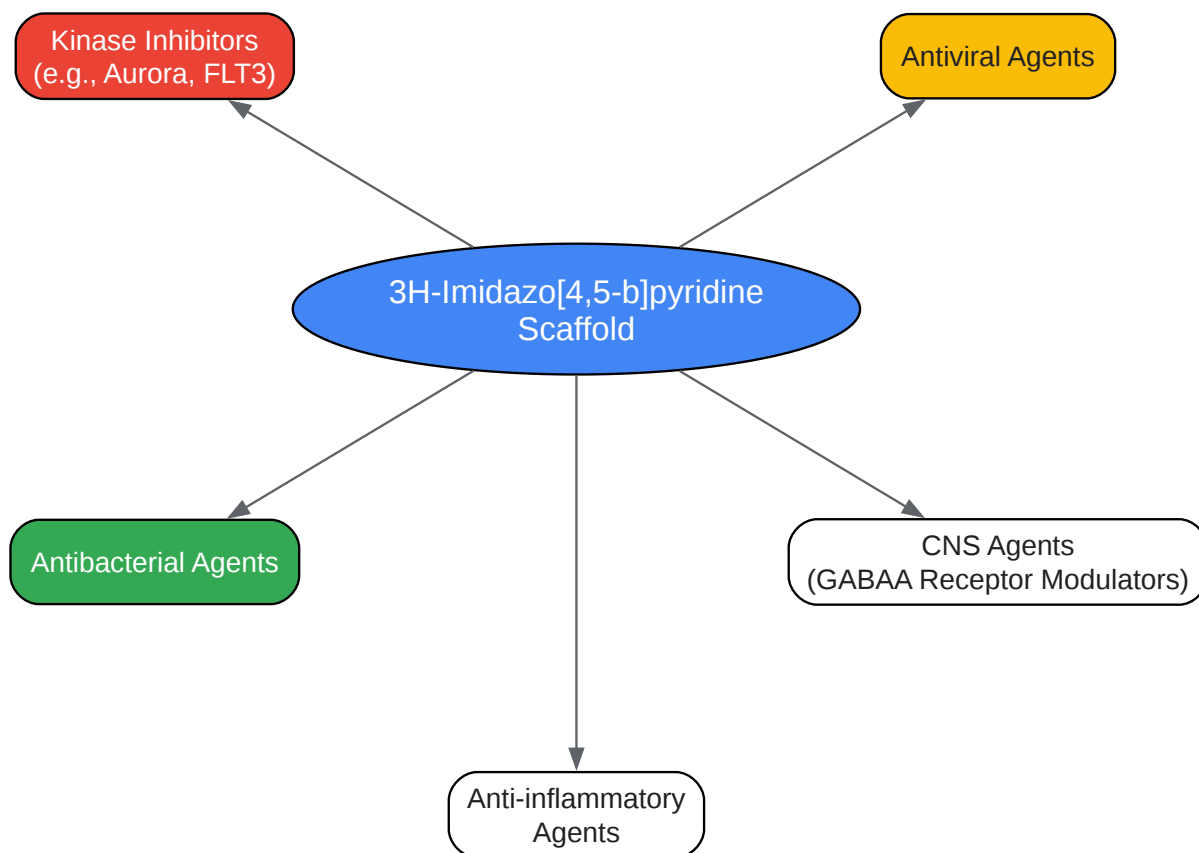 Kinase Inhibitors
(e.g., Aurora, FLT3)
Antiviral Agents
3H-Imidazo[4,5-b]pyridine
Scaffold
Antibacterial Agents
CNS Agents
(GABAA Receptor Modulators)
Anti-inflammatory
Agents